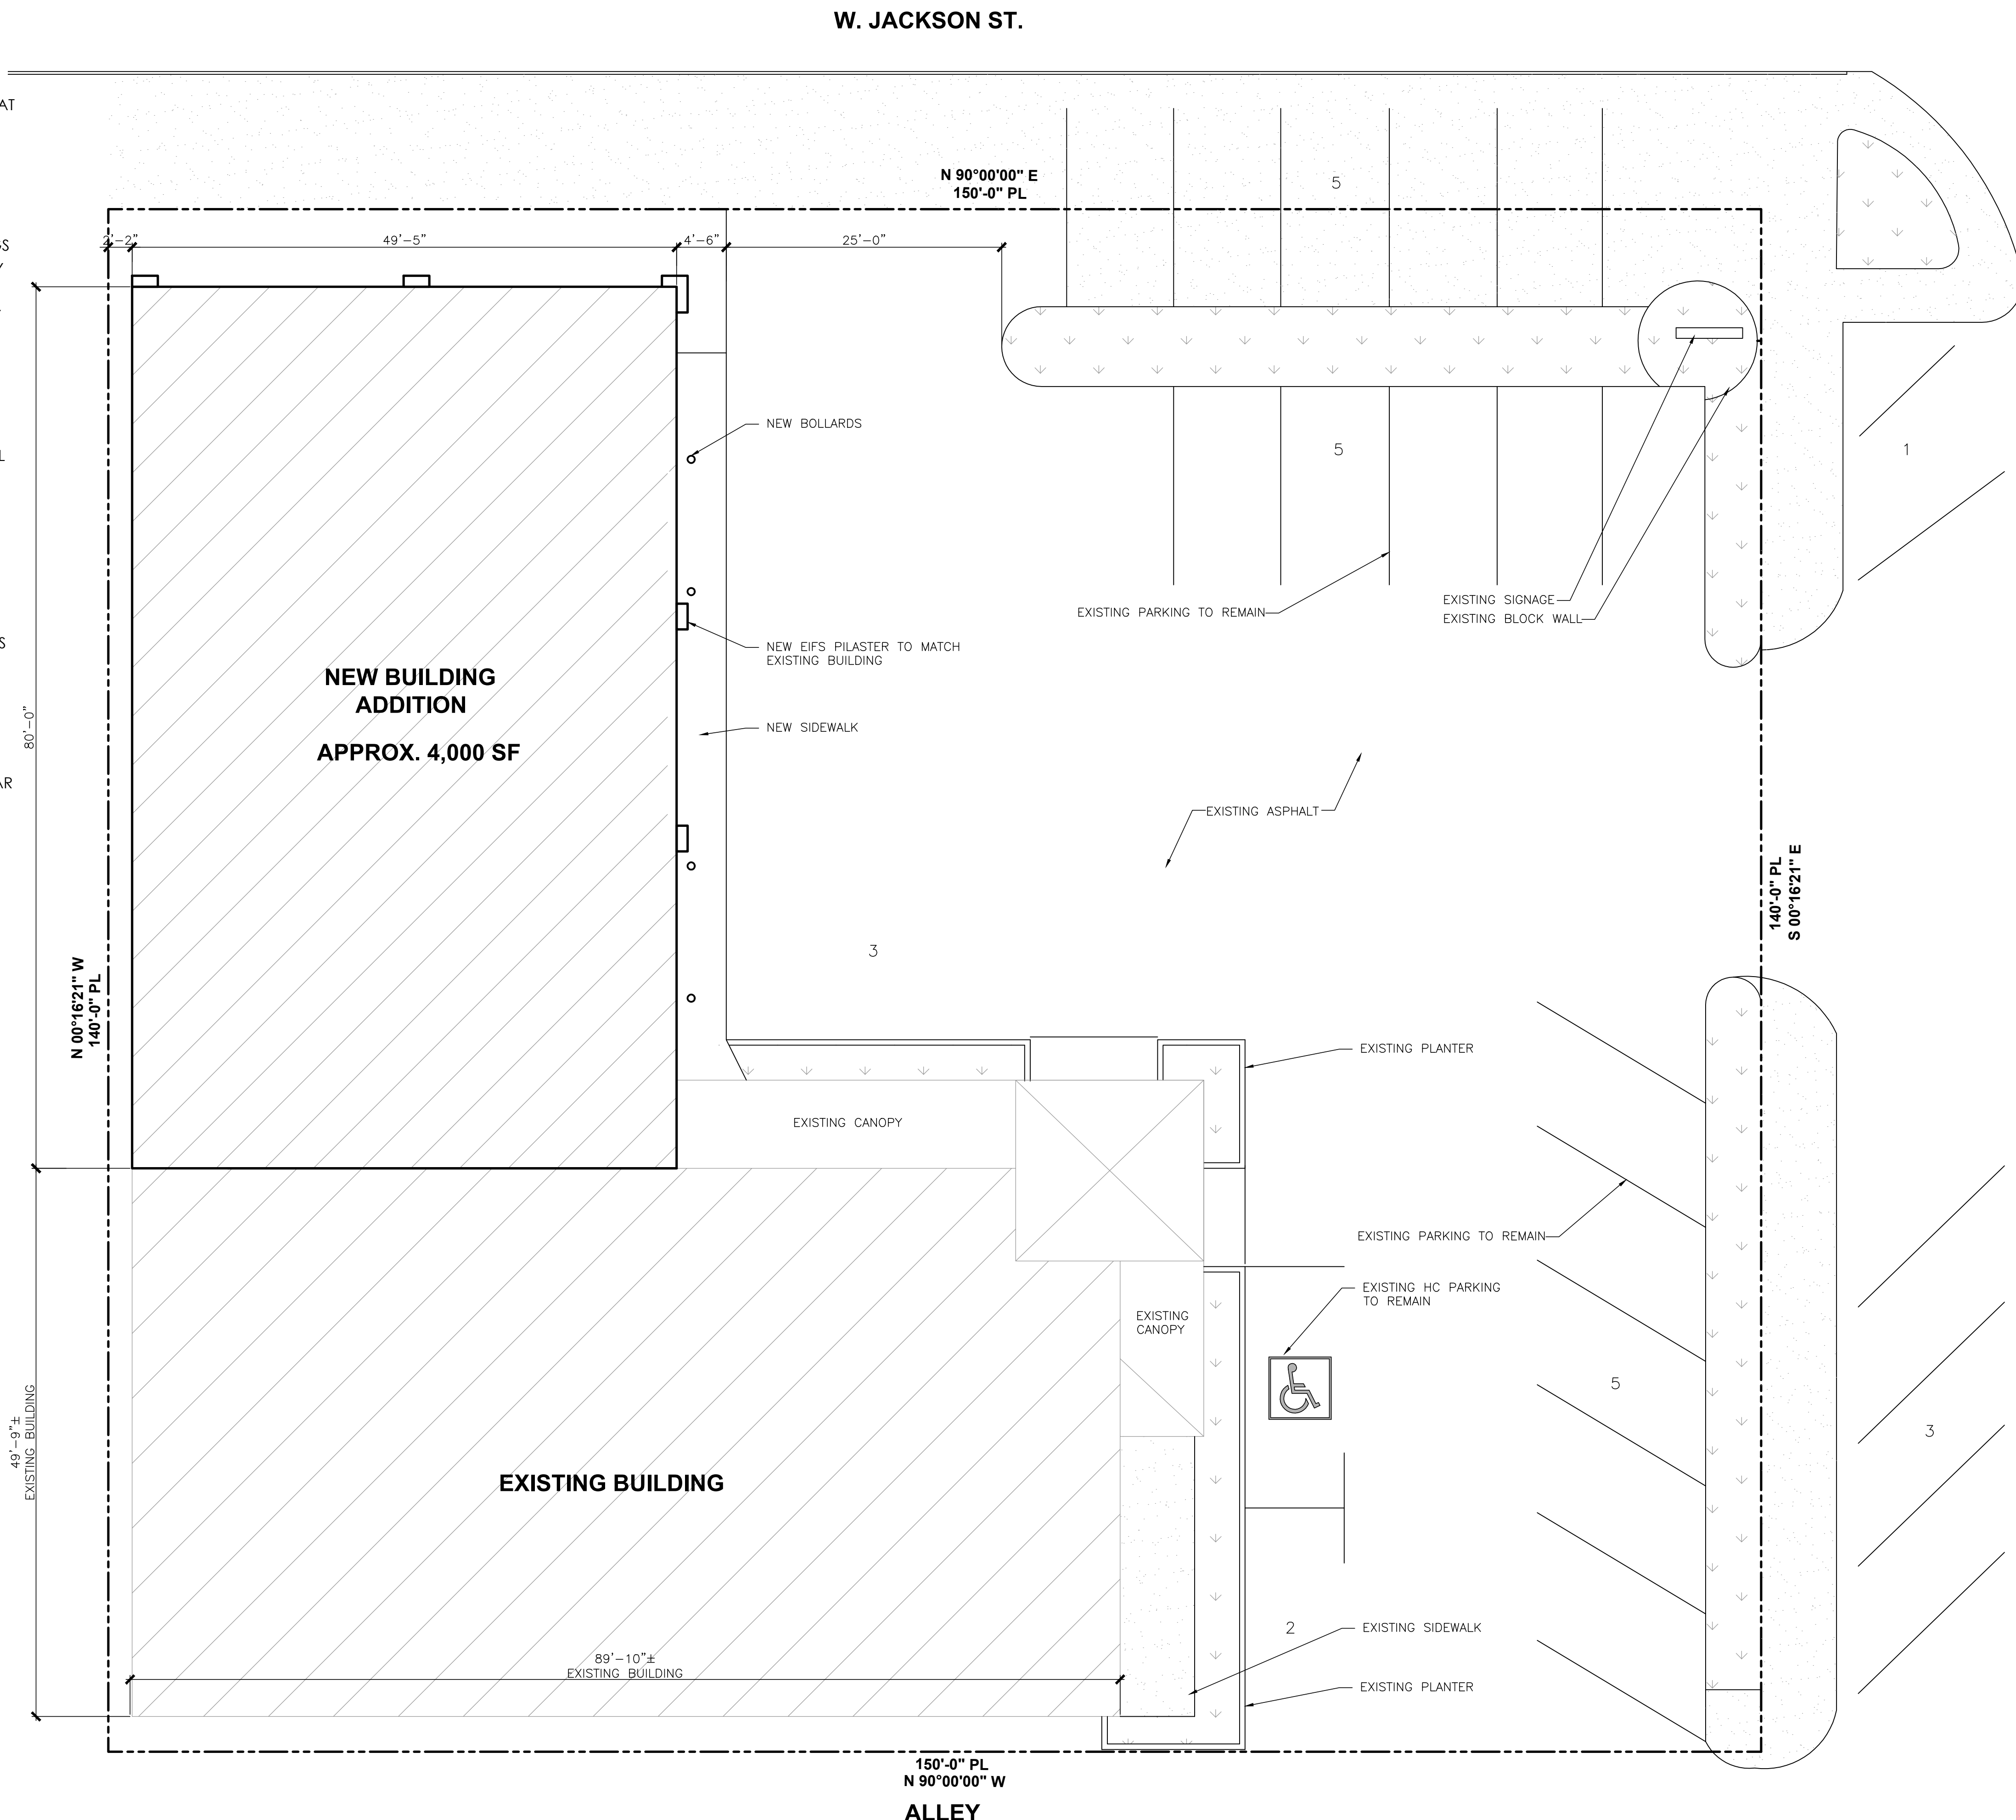 W. JACKSON ST.
AT
N 90°00'00" E
150'-0" PL
5
2'-2"
49'-5"
4'-6"
25'-0"
NEW BOLLARDS
5
1
EXISTING SIGNAGE
EXISTING BLOCK WALL
EXISTING PARKING TO REMAIN
NEW EIFS PILASTER TO MATCH
EXISTING BUILDING
NEW BUILDING
ADDITION
APPROX. 4,000 SF
NEW SIDEWALK
80'-0"
AR
EXISTING ASPHALT
140'-0" PL
S 00°16'21" E
3
N 00°16'21" W
140'-0" PL
EXISTING PLANTER
EXISTING CANOPY
EXISTING PARKING TO REMAIN
EXISTING HC PARKING
TO REMAIN
EXISTING
CANOPY
5
3
49'-9"±
EXISTING BUILDING
EXISTING BUILDING
2
EXISTING SIDEWALK
89'-10"±
EXISTING BUILDING
EXISTING PLANTER
150'-0" PL
N 90°00'00" W
ALLEY